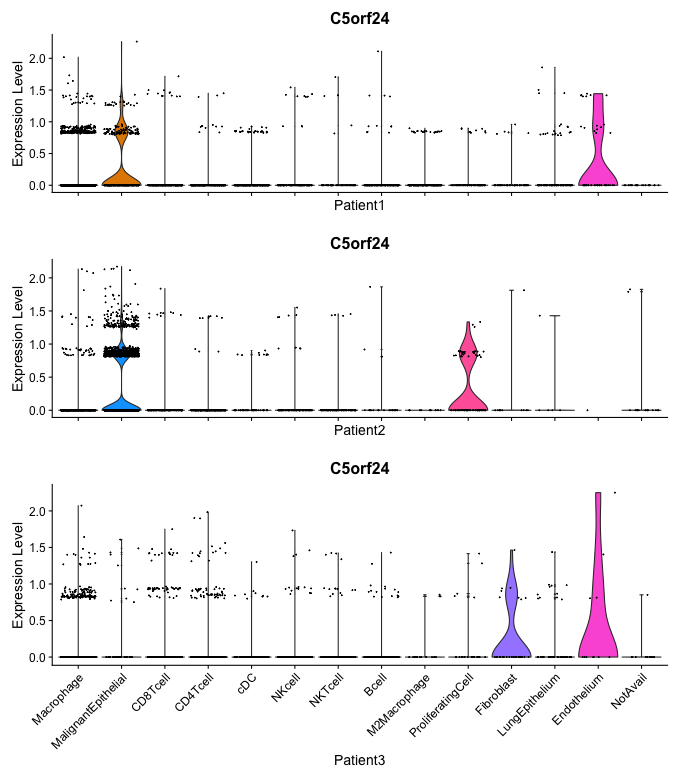 C5orf24
Expression Level
2.0
1.5
1.0
0.5
0.0
Patient1
C5orf24
Expression Level
2.0
1.5
1.0
0.5
0.0
Patient2
C5orf24
Expression Level
2.0
1.5
1.0
0.5
0.0
Macrophage
MalignantEpithelial
CD8Tcell
CD4Tcell
cDC
NKcell
NKTcell
Bcell
M2Macrophage
ProliferatingCell
Fibroblast
LungEpithelium
Endothelium
NotAvail
Patient3